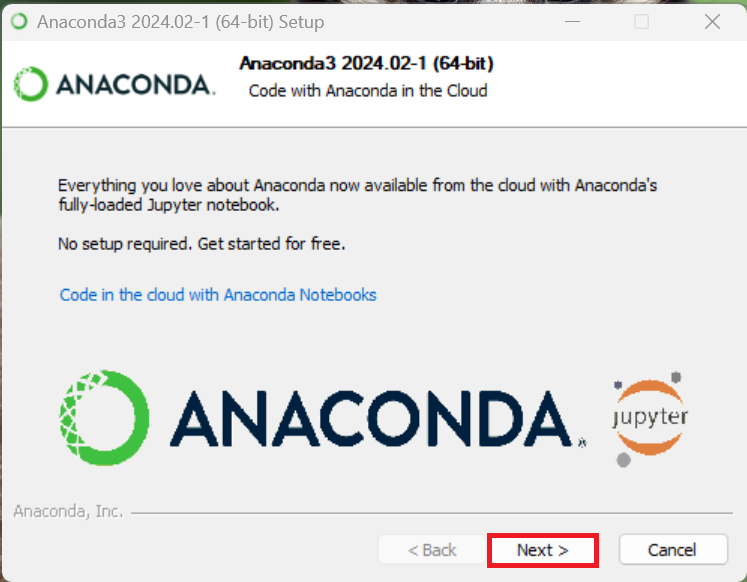 Anaconda3 2024.02-1 (64-bit) Setup
ANACONDA.
Anaconda3 2024.02-1 (64-bit)
Code with Anaconda in the Cloud
Everything you love about Anaconda now available from the cloud with Anaconda's
fully-loaded Jupyter notebook.
No setup required. Get started for free.
Code in the cloud with Anaconda Notebooks
ANACONDA.
jupyter
Anaconda, Inc.
< Back
Next >
Cancel